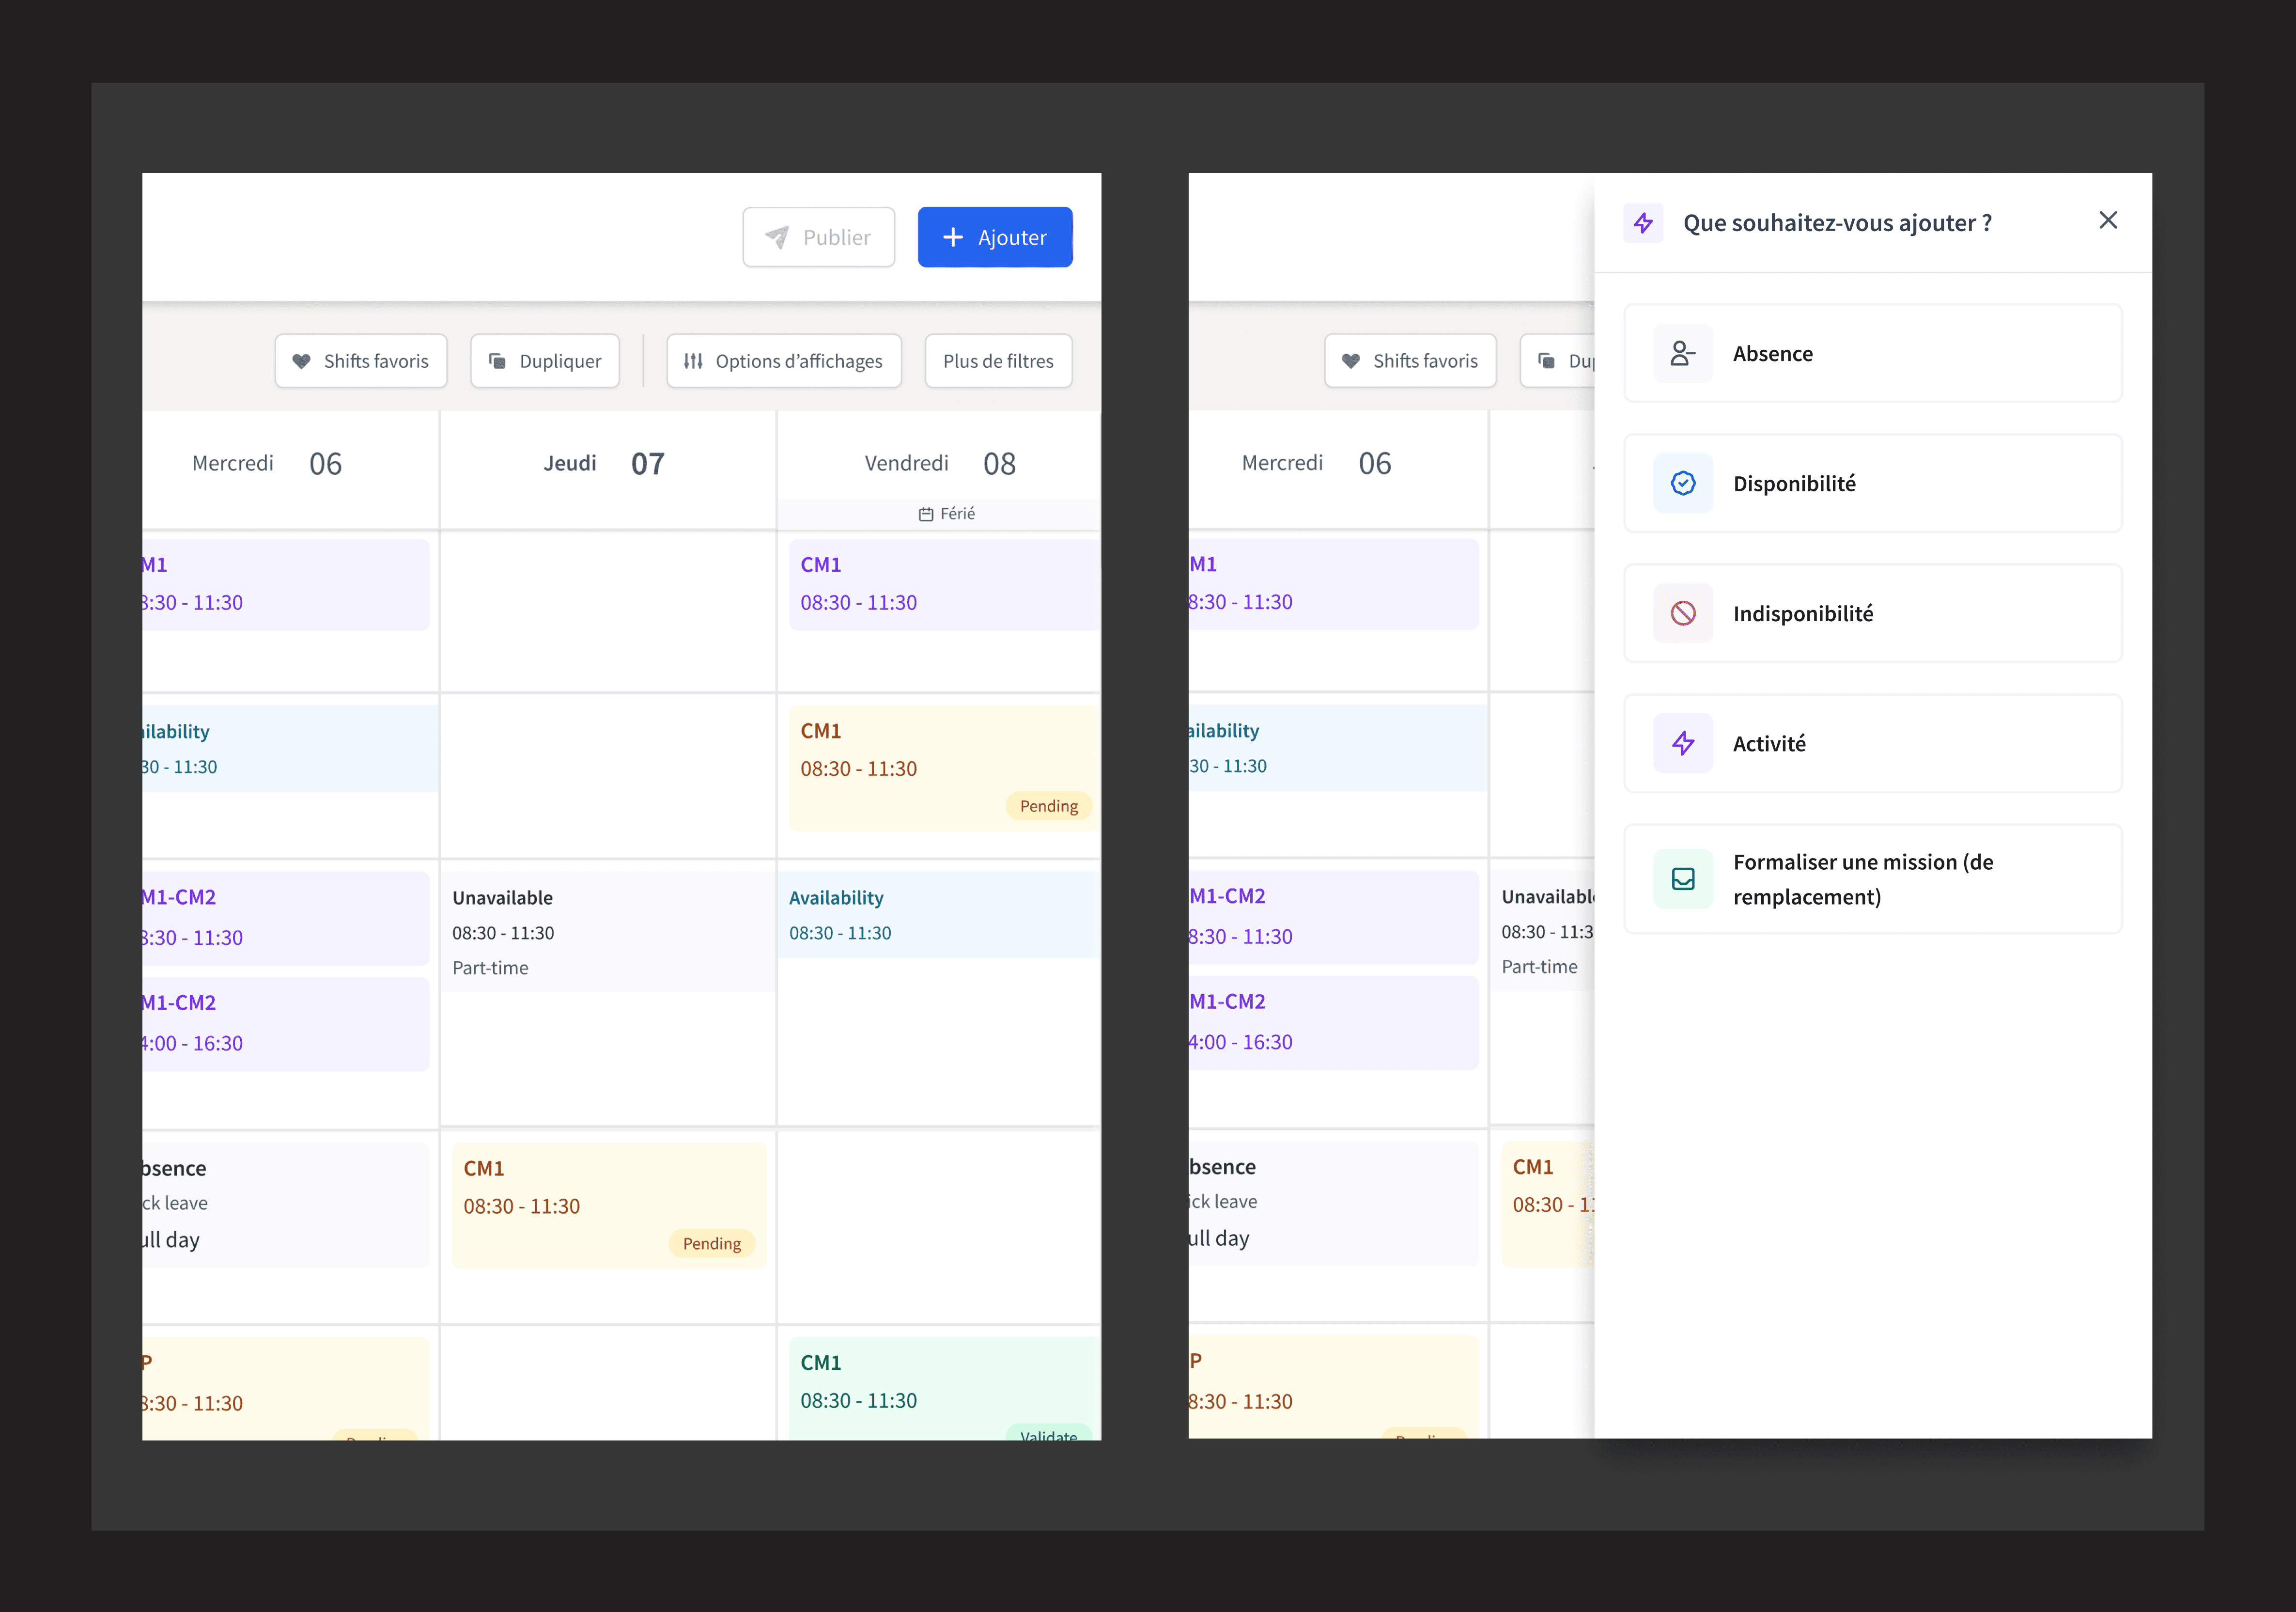 Publier
Ajouter
Shifts favoris
Dupliquer
Options d’affichages
Plus de filtres
Mercredi 06
Jeudi 07
Vendredi 08
Férié
M1
8:30 - 11:30
CM1
08:30 - 11:30
ailability
30 - 11:30
CM1
08:30 - 11:30
Pending
M1-CM2
8:30 - 11:30
M1-CM2
4:00 - 16:30
Unavailable
08:30 - 11:30
Part-time
Availability
08:30 - 11:30
bsence
ck leave
ull day
CM1
08:30 - 11:30
Pending
P
8:30 - 11:30
CM1
08:30 - 11:30
Validate
Shifts favoris
Dup
Mercredi 06
M1
8:30 - 11:30
ailability
30 - 11:30
M1-CM2
8:30 - 11:30
M1-CM2
4:00 - 16:30
Unavailable
08:30 - 11:3
Part-time
bsence
ick leave
ull day
CM1
08:30 - 11
P
8:30 - 11:30
Que souhaitez-vous ajouter ?
Absence
Disponibilité
Indisponibilité
Activité
Formaliser une mission (de
remplacement)